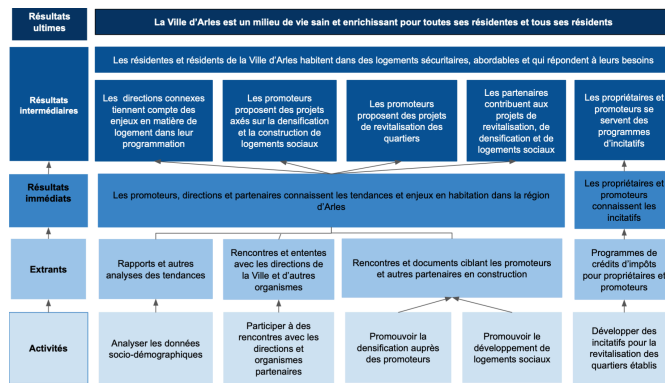 Résultats
ultimes
La Ville d'Arles est un milieu de vie sain et enrichissant pour toutes ses résidentes et tous ses résidents
Résultats
intermédiaires
Les résidentes et résidents de la Ville d'Arles habitent dans des logements sécuritaires, abordables et qui répondent à leurs besoins
Les directions connexes
tiennent compte des
enjeux en matière de
logement dans leur
programmation
Les promoteurs
proposent des projets
axés sur la densification
et la construction de
logements sociaux
Les promoteurs
proposent des projets
de revitalisation des
quartiers
Les partenaires
contribuent aux
projets de
revitalisation, de
densification et de
logements sociaux
Les propriétaires et
promoteurs se
servent des
programmes
d'incitatifs
Résultats
immédiats
Les promoteurs, directions et partenaires connaissent les tendances et enjeux en habitation dans la région
d'Arles
Les propriétaires et
promoteurs
connaissent les
incitatifs
Extrants
Rapports et autres
analyses des tendances
Rencontres et ententes
avec les directions de
la Ville et d'autres
organismes
Rencontres et documents ciblant les promoteurs
et autres partenaires en construction
Programmes de
crédits d'impôts
pour propriétaires et
promoteurs
Activités
Analyser les données
socio-démographiques
Participer à des
rencontres avec les
directions et
organismes
partenaires
Promouvoir la
densification auprès
des promoteurs
Promouvoir le
développement de
logements sociaux
Développer des
incitatifs pour la
revitalisation des
quartiers établis